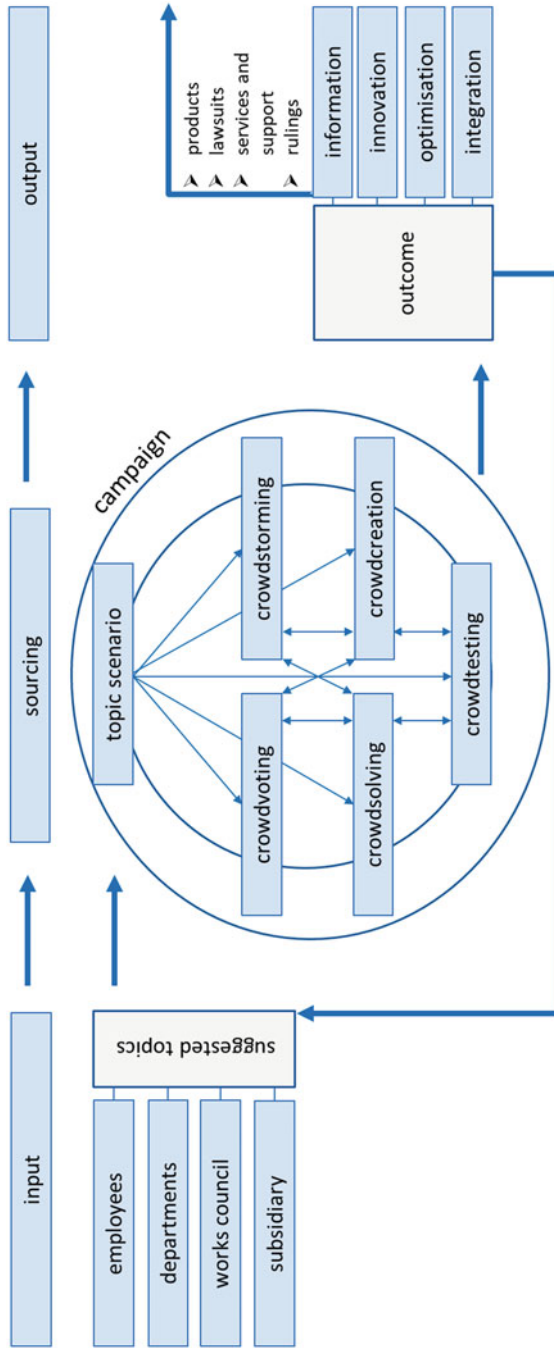 input
sourcing
output
employees
departments
works council
subsidiary
suggested topics
campaign
topic scenario
crowdvoting
crowdstorming
crowdsolving
crowdcreation
crowdtesting
outcome
information
innovation
optimisation
integration
➢ products
➢ lawsuits
➢ services and
support
➢ rulings